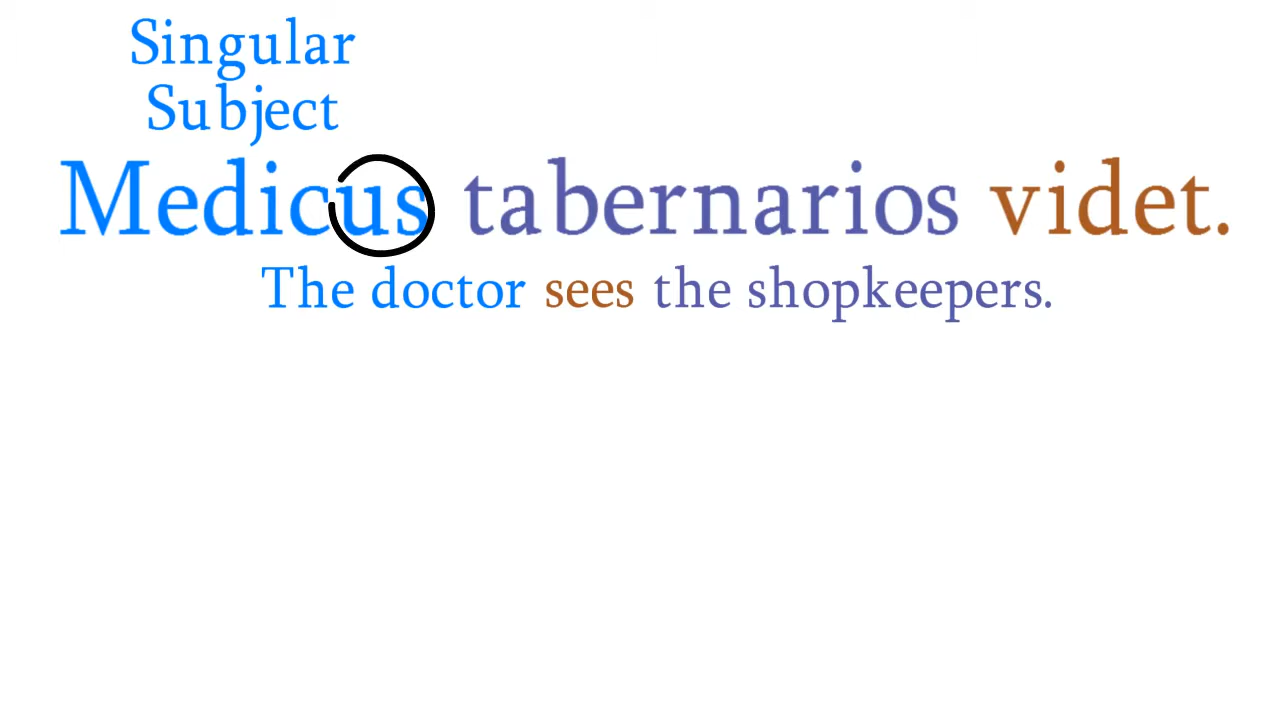 Singular
Subject
Medicus tabernarios videt.
The doctor sees the shopkeepers.